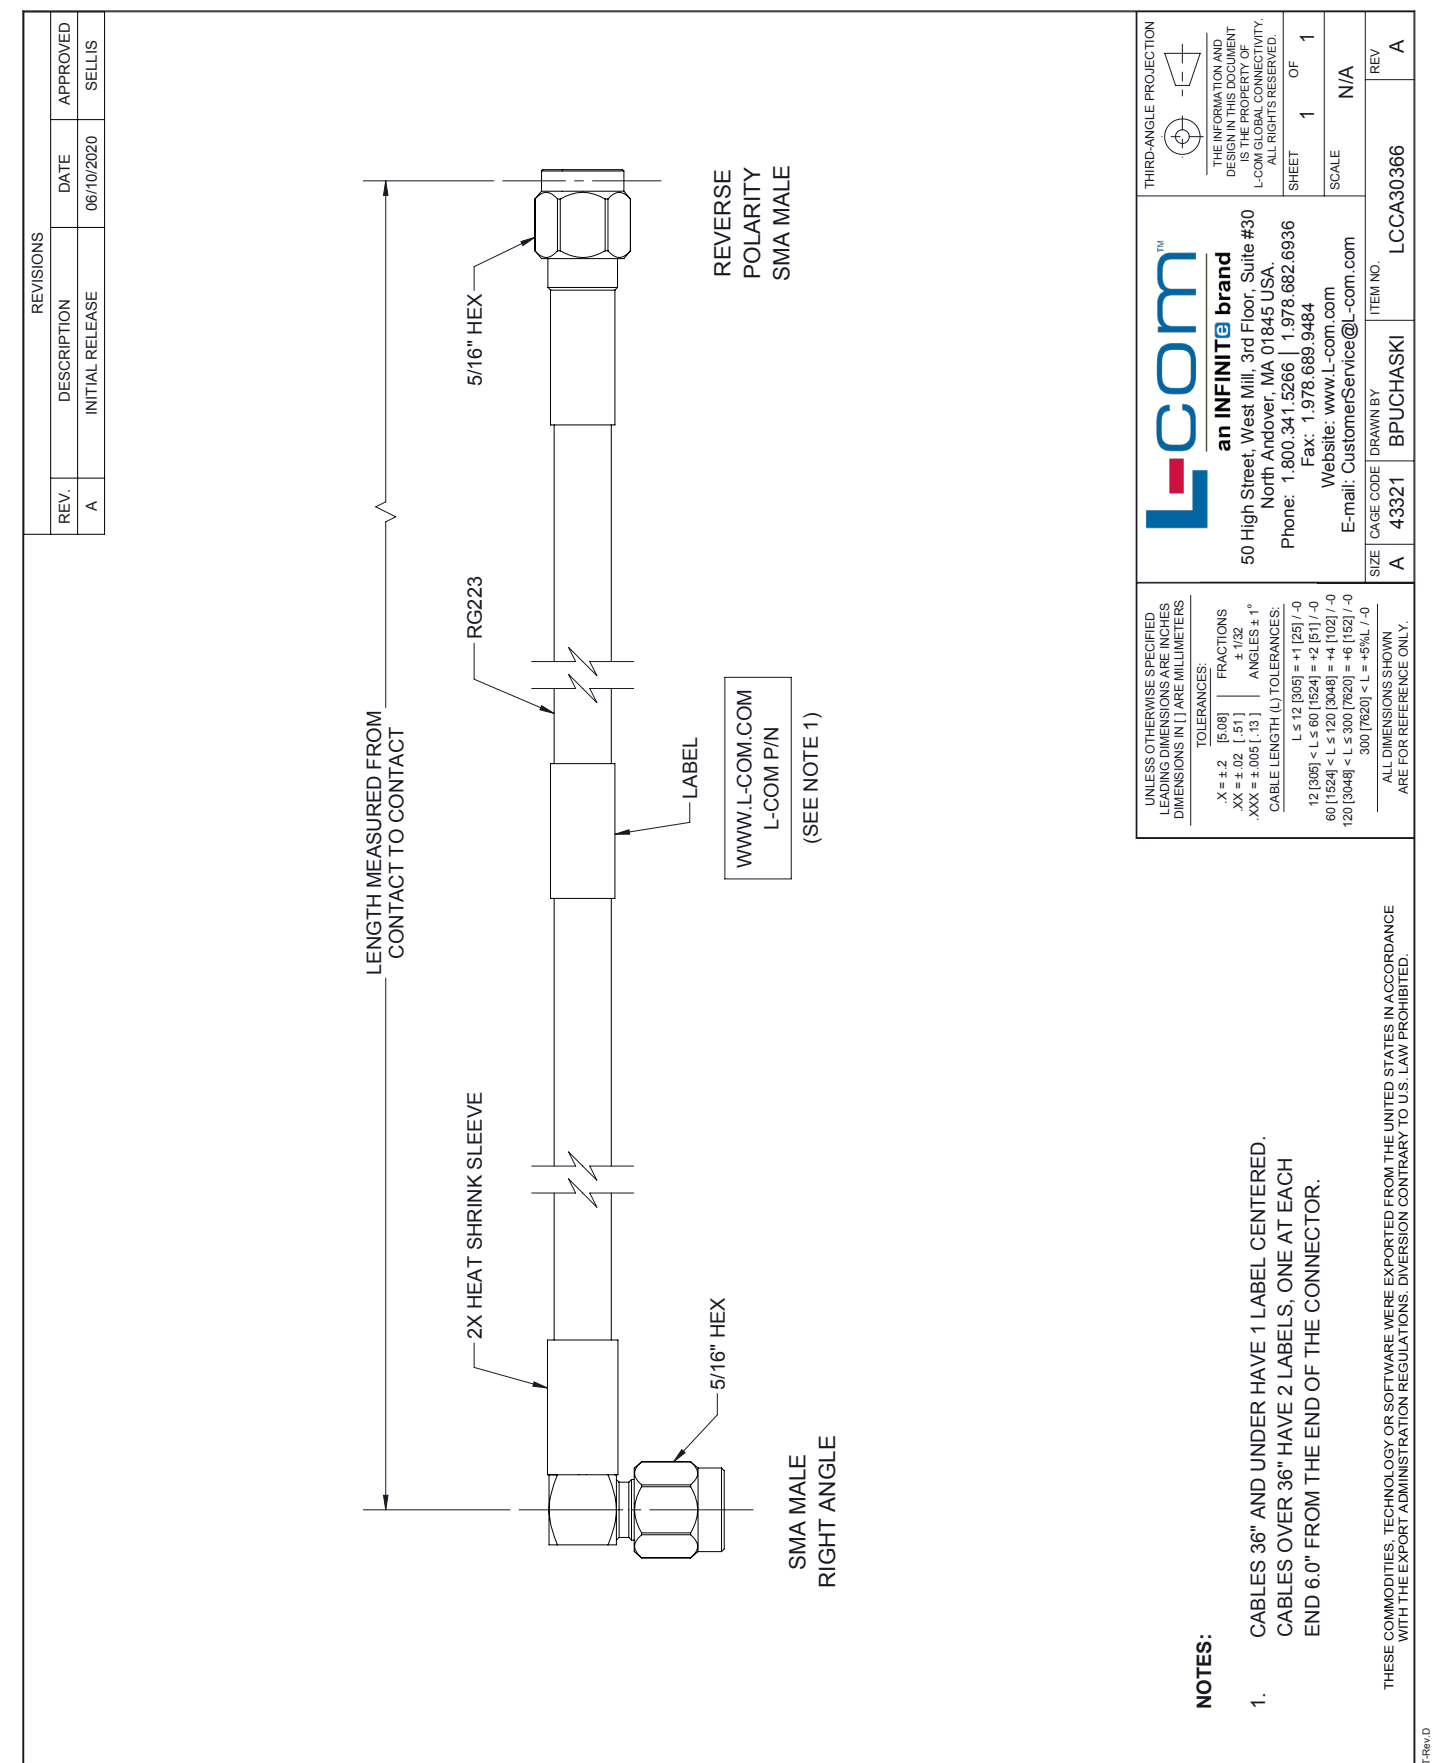 REVISIONS
REV. DESCRIPTION DATE APPROVED
A INITIAL RELEASE 06/10/2020 SELLIS
LENGTH MEASURED FROM
CONTACT TO CONTACT
2X HEAT SHRINK SLEEVE
RG223
5/16" HEX
5/16" HEX
LABEL
WWW.L-COM.COM
L-COM P/N
(SEE NOTE 1)
SMA MALE
RIGHT ANGLE
REVERSE
POLARITY
SMA MALE
NOTES:
1. CABLES 36" AND UNDER HAVE 1 LABEL CENTERED.
CABLES OVER 36" HAVE 2 LABELS, ONE AT EACH
END 6.0" FROM THE END OF THE CONNECTOR.
THESE COMMODITIES, TECHNOLOGY OR SOFTWARE WERE EXPORTED FROM THE UNITED STATES IN ACCORDANCE
WITH THE EXPORT ADMINISTRATION REGULATIONS. DIVERSION CONTRARY TO U.S. LAW PROHIBITED.
UNLESS OTHERWISE SPECIFIED
LEADING DIMENSIONS ARE INCHES
DIMENSIONS IN [ ] ARE MILLIMETERS
TOLERANCES:
.X = ± .2 [5.08] FRACTIONS
.XX = ± .02 [ .51 ] ± 1/32
.XXX = ± .005 [ .13 ] ANGLES ± 1°
CABLE LENGTH (L) TOLERANCES:
L ≤ 12 [305] = +1 [25] / -0
12 [305] < L ≤ 60 [1524] = +2 [51] / -0
60 [1524] < L ≤ 120 [3048] = +4 [102] / -0
120 [3048] < L ≤ 300 [7620] = +6 [152] / -0
300 [7620] < L = +5%L / -0
ALL DIMENSIONS SHOWN
ARE FOR REFERENCE ONLY.
L-com™
an INFINITe brand
50 High Street, West Mill, 3rd Floor, Suite #30
North Andover, MA 01845 USA.
Phone: 1.800.341.5266 | 1.978.682.6936
Fax: 1.978.689.9484
Website: www.L-com.com
E-mail: CustomerService@L-com.com
THIRD-ANGLE PROJECTION
THE INFORMATION AND
DESIGN IN THIS DOCUMENT
IS THE PROPERTY OF
L-COM GLOBAL CONNECTIVITY.
ALL RIGHTS RESERVED.
SHEET 1 OF 1
SCALE N/A
SIZE A
CAGE CODE 43321
DRAWN BY BPUCHASKI
ITEM NO. LCCA30366
REV A
T-Rev.D